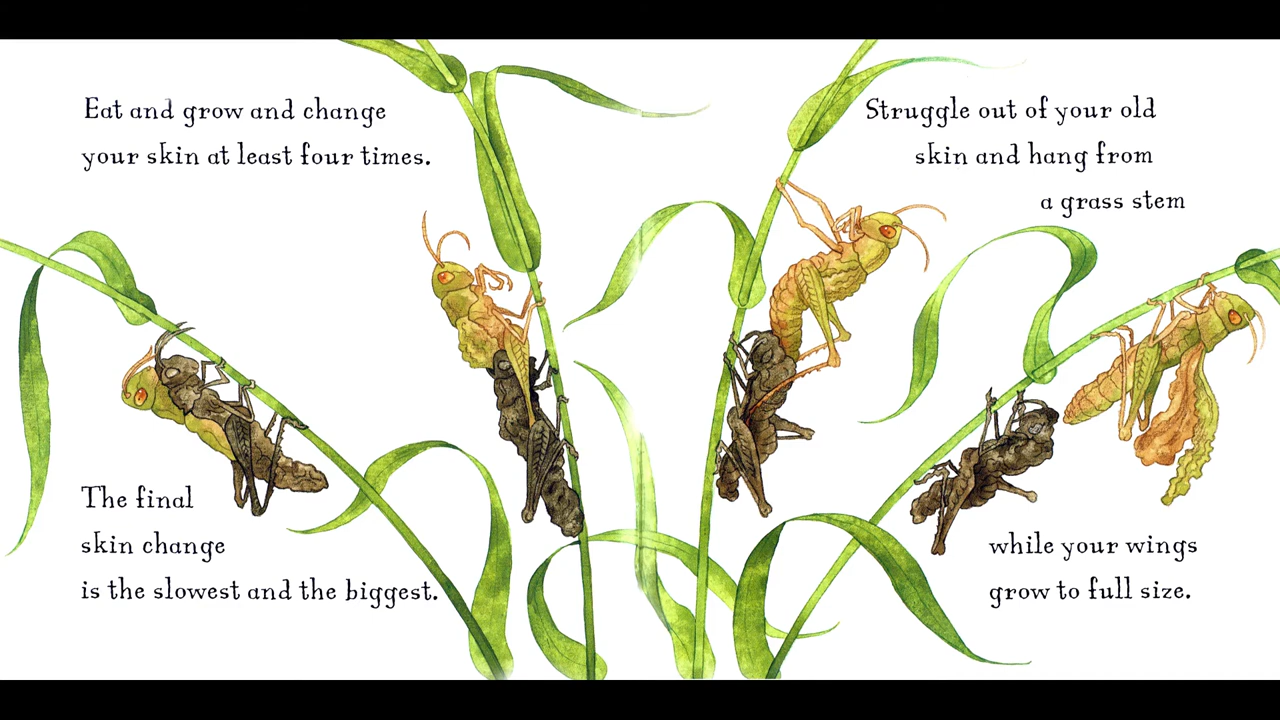 Eat and grow and change
your skin at least four times.
The final
skin change
is the slowest and the biggest.
Struggle out of your old
skin and hang from
a grass stem
while your wings
grow to full size.